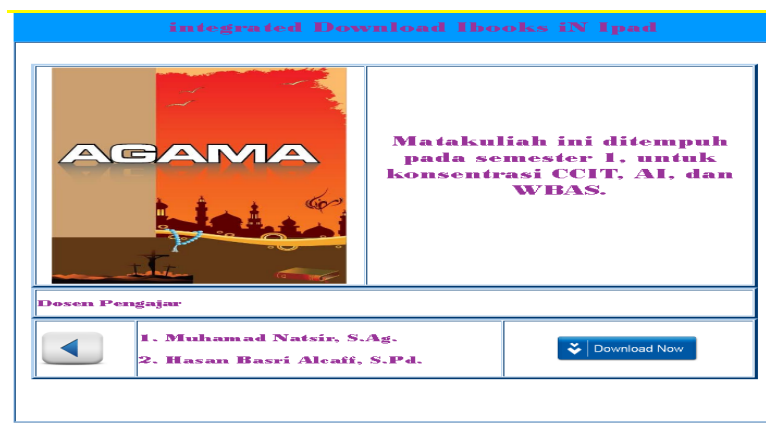 integrated Download Ibooks iN Ipad
AGAMA
Matakuliah ini ditempuh
pada semester 1, untuk
konsentrasi CCIT, AI, dan
WBAS.
Dosen Pengajar
1. Muhamad Natsir, S.Ag.
2. Hasan Basri Alcaff, S.Pd.
Download Now